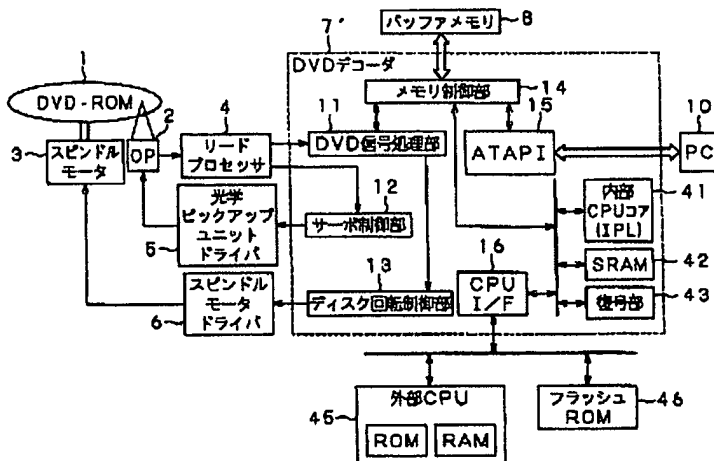 バッファメモリ
8
7'
DVDデコーダ
1
DVD-ROM
2
4
11
メモリ制御部
14
15
10
3
スピンドル
モータ
OP
リード
プロセッサ
DVD信号処理部
ATAPI
PC
光学
ピックアップ
ユニット
ドライバ
5
12
サーボ制御部
16
内部
CPUコア
(IPL)
41
13
CPU
I/F
SRAM
42
スピンドル
モータ
ドライバ
6
ディスク回転制御部
復号部
43
45
外部CPU
ROM
RAM
フラッシュ
ROM
46